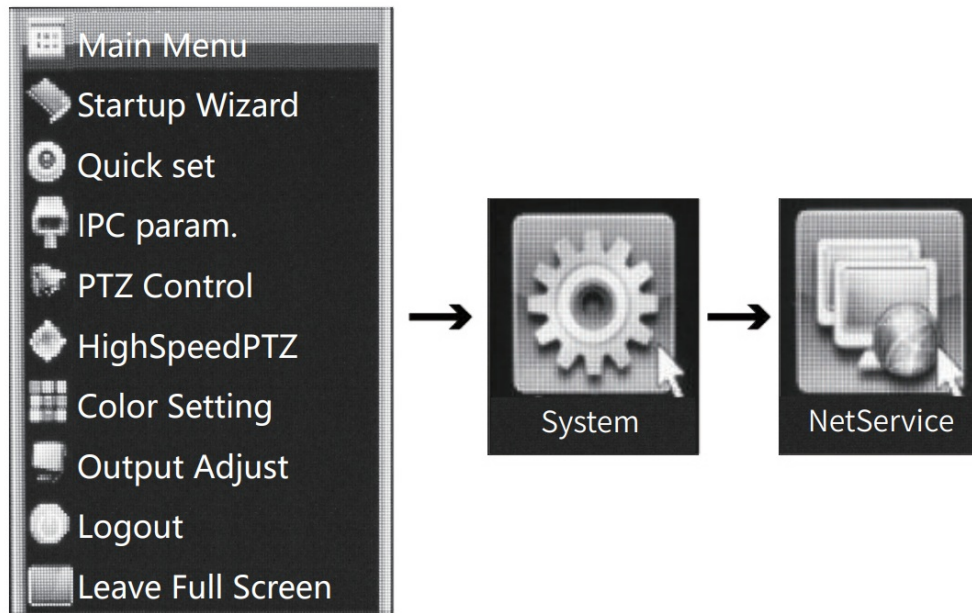 Main Menu
Startup Wizard
Quick set
IPC param.
PTZ Control
HighSpeedPTZ
Color Setting
Output Adjust
Logout
Leave Full Screen
System
NetService